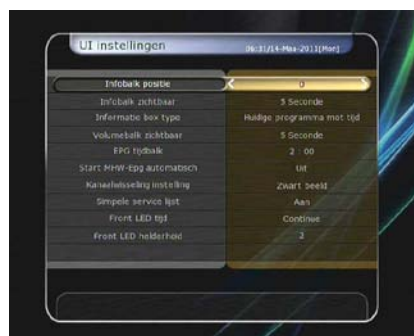 UI instellingen
06:31/14-Maa-2011[Mon]
Infobalk positie 0
Infobalk zichtbaar 5 Seconde
Informatie box type Huidige programma met tijd
Volumebalk zichtbaar 5 Seconde
EPG tijdbalk 2 : 00
Start MHW-Epg automatisch Uit
Kanaalwisseling instelling Zwart beeld
Simpele service lijst Aan
Front LED tijd Continue
Front LED helderheid 2